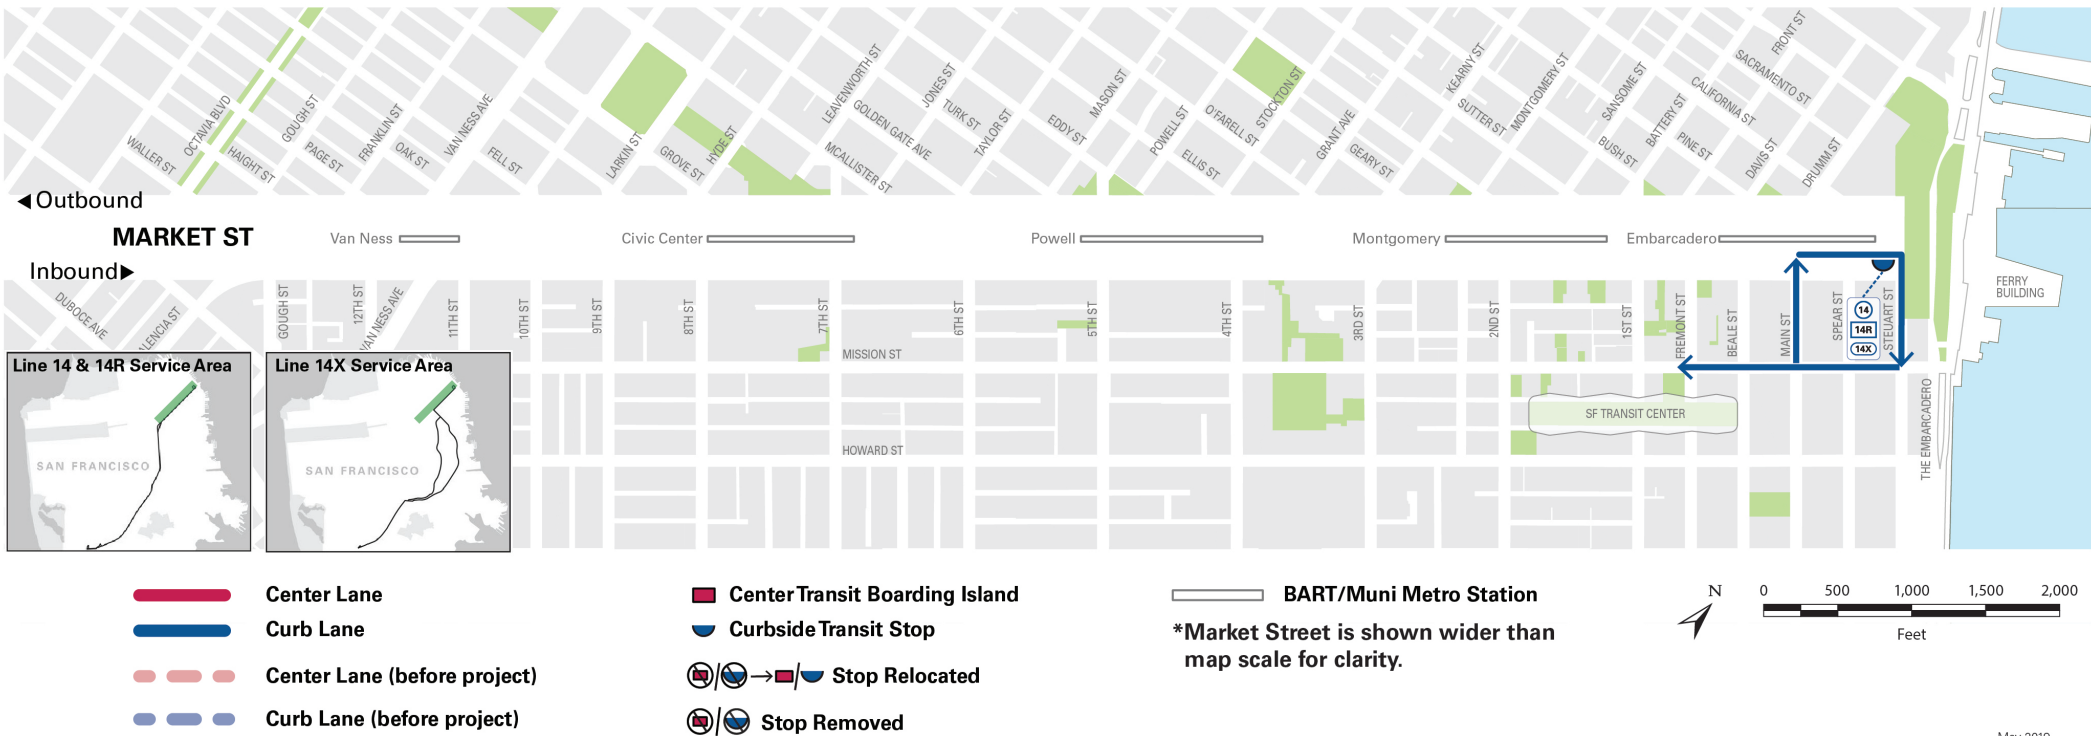 WALLER ST
OCTAVIA BLVD
HAIGHT ST
GOUGH ST
PAGE ST
FRANKLIN ST
OAK ST
VAN NESS AVE
FELL ST
LARKIN ST
GROVE ST
HYDE ST
LEAVENWORTH ST
MCALLISTER ST
GOLDEN GATE AVE
JONES ST
TURK ST
TAYLOR ST
EDDY ST
MASON ST
POWELL ST
ELLIS ST
O'FARELL ST
STOCKTON ST
GRANT AVE
GEARY ST
KEARNY ST
SUTTER ST
MONTGOMERY ST
BUSH ST
SANSOME ST
BATTERY ST
PINE ST
CALIFORNIA ST
SACRAMENTO ST
FRONT ST
DAVIS ST
DRUMM ST
Outbound
MARKET ST
Inbound
Van Ness
Civic Center
Powell
Montgomery
Embarcadero
FERRY
BUILDING
DUBOCE AVE
ALENCIA ST
GOUGH ST
12TH ST
VAN NESS AVE
11TH ST
10TH ST
9TH ST
8TH ST
7TH ST
6TH ST
5TH ST
4TH ST
3RD ST
2ND ST
1ST ST
FREMONT ST
BEALE ST
MAIN ST
SPEAR ST
14
14R
14X
STEUART ST
MISSION ST
HOWARD ST
SF TRANSIT CENTER
THE EMBARCADERO
Line 14 & 14R Service Area
SAN FRANCISCO
Line 14X Service Area
SAN FRANCISCO
Center Lane
Curb Lane
Center Lane (before project)
Curb Lane (before project)
Center Transit Boarding Island
Curbside Transit Stop
Stop Relocated
Stop Removed
BART/Muni Metro Station
*Market Street is shown wider than
map scale for clarity.
N
0 500 1,000 1,500 2,000
Feet